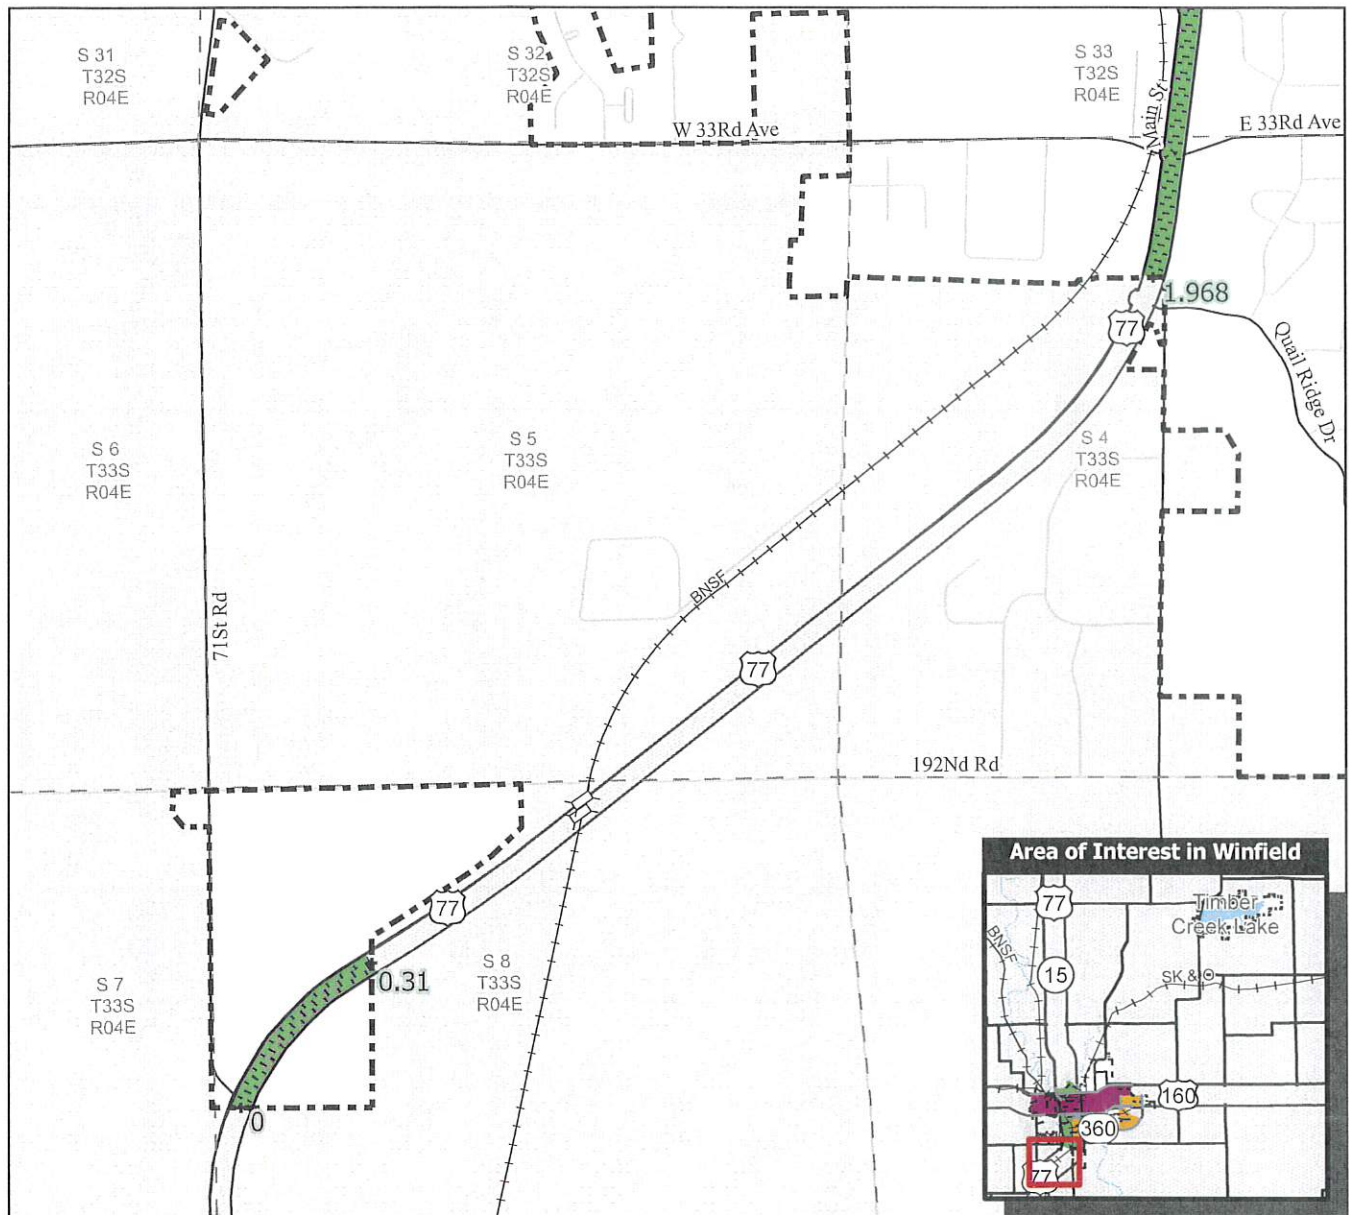 S 31
T32S
R04E
S 32
T32S
R04E
S 33
T32S
R04E
N Main St
W 33Rd Ave
E 33Rd Ave
1.968
77
Quail Ridge Dr
S 6
T33S
R04E
S 5
T33S
R04E
S 4
T33S
R04E
71St Rd
BNSF
77
192Nd Rd
77
S 7
T33S
R04E
0.31
S 8
T33S
R04E
0
Area of Interest in Winfield
77
Timber
Creek Lake
BNSF
15
SK & O
160
360
77